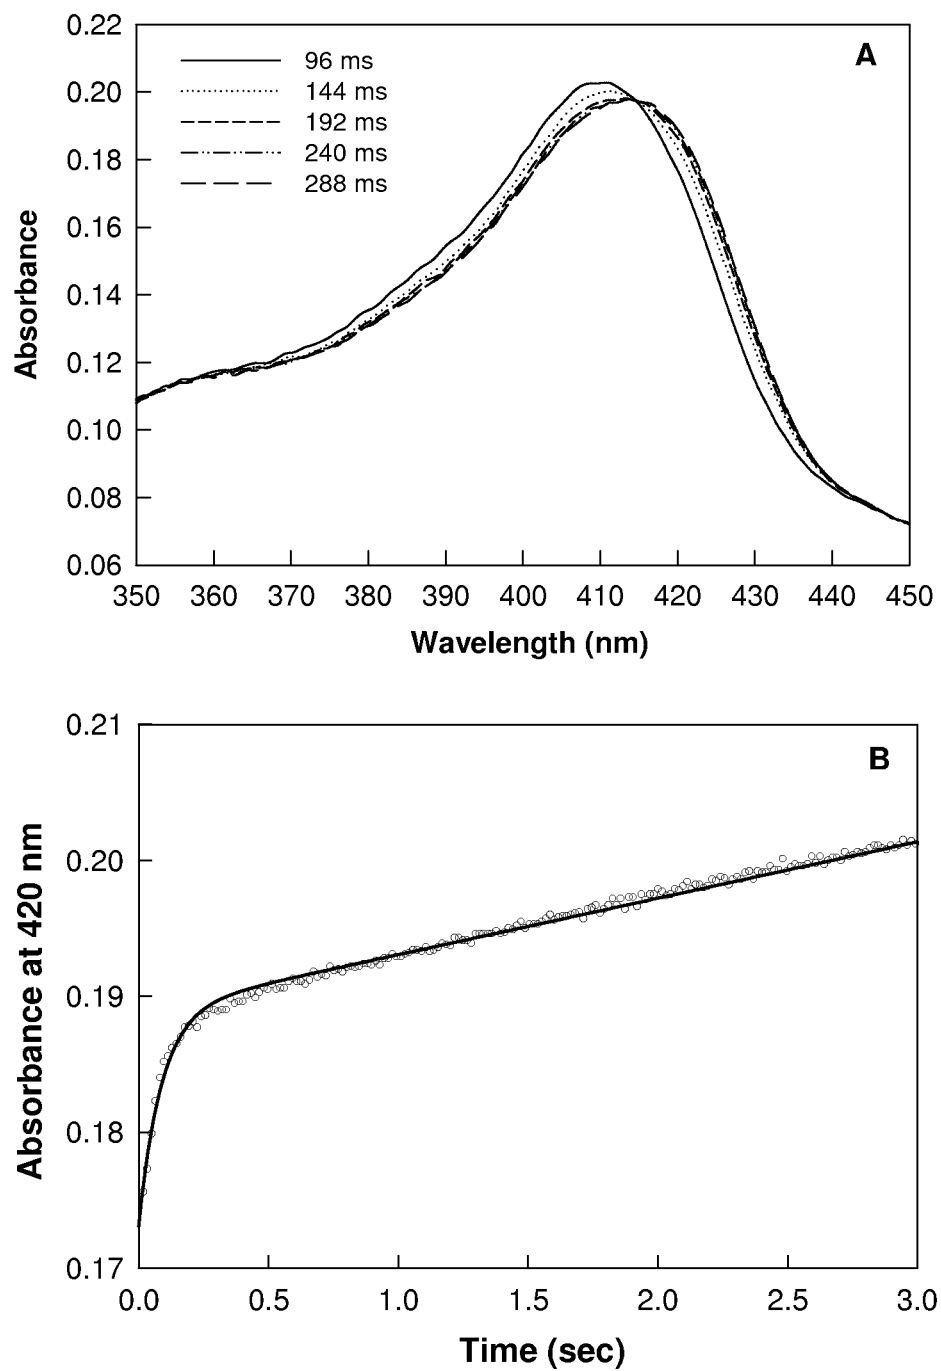 0.22
A
96 ms
0.20
144 ms
192 ms
0.18
240 ms
288 ms
0.16
Absorbance
0.14
0.12
0.10
0.08
0.06
350 360 370 380 390 400 410 420 430 440 450
Wavelength (nm)
0.21
B
0.20
Absorbance at 420 nm
0.19
0.18
0.17
0.0 0.5 1.0 1.5 2.0 2.5 3.0
Time (sec)